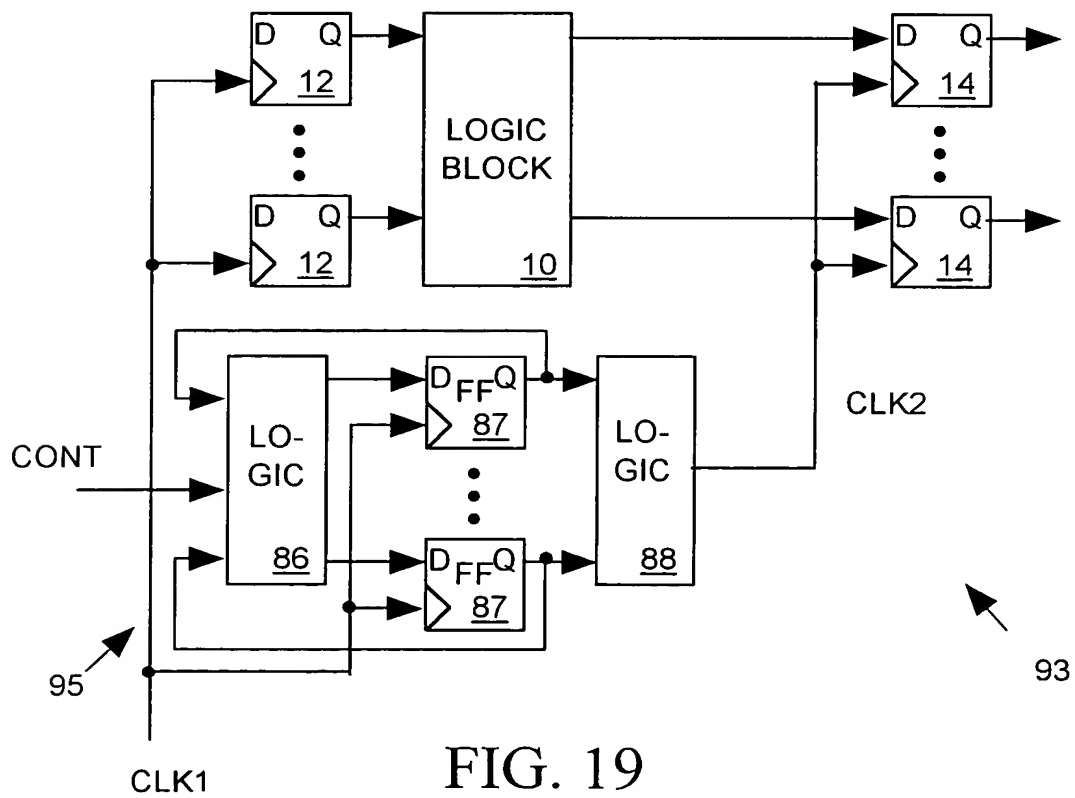 D Q
12
D Q
12
LOGIC
BLOCK
10
D Q
14
D Q
14
CONT
LO-
GIC
86
D FF Q
87
D FF Q
87
LO-
GIC
88
CLK2
95
93
CLK1
FIG. 19